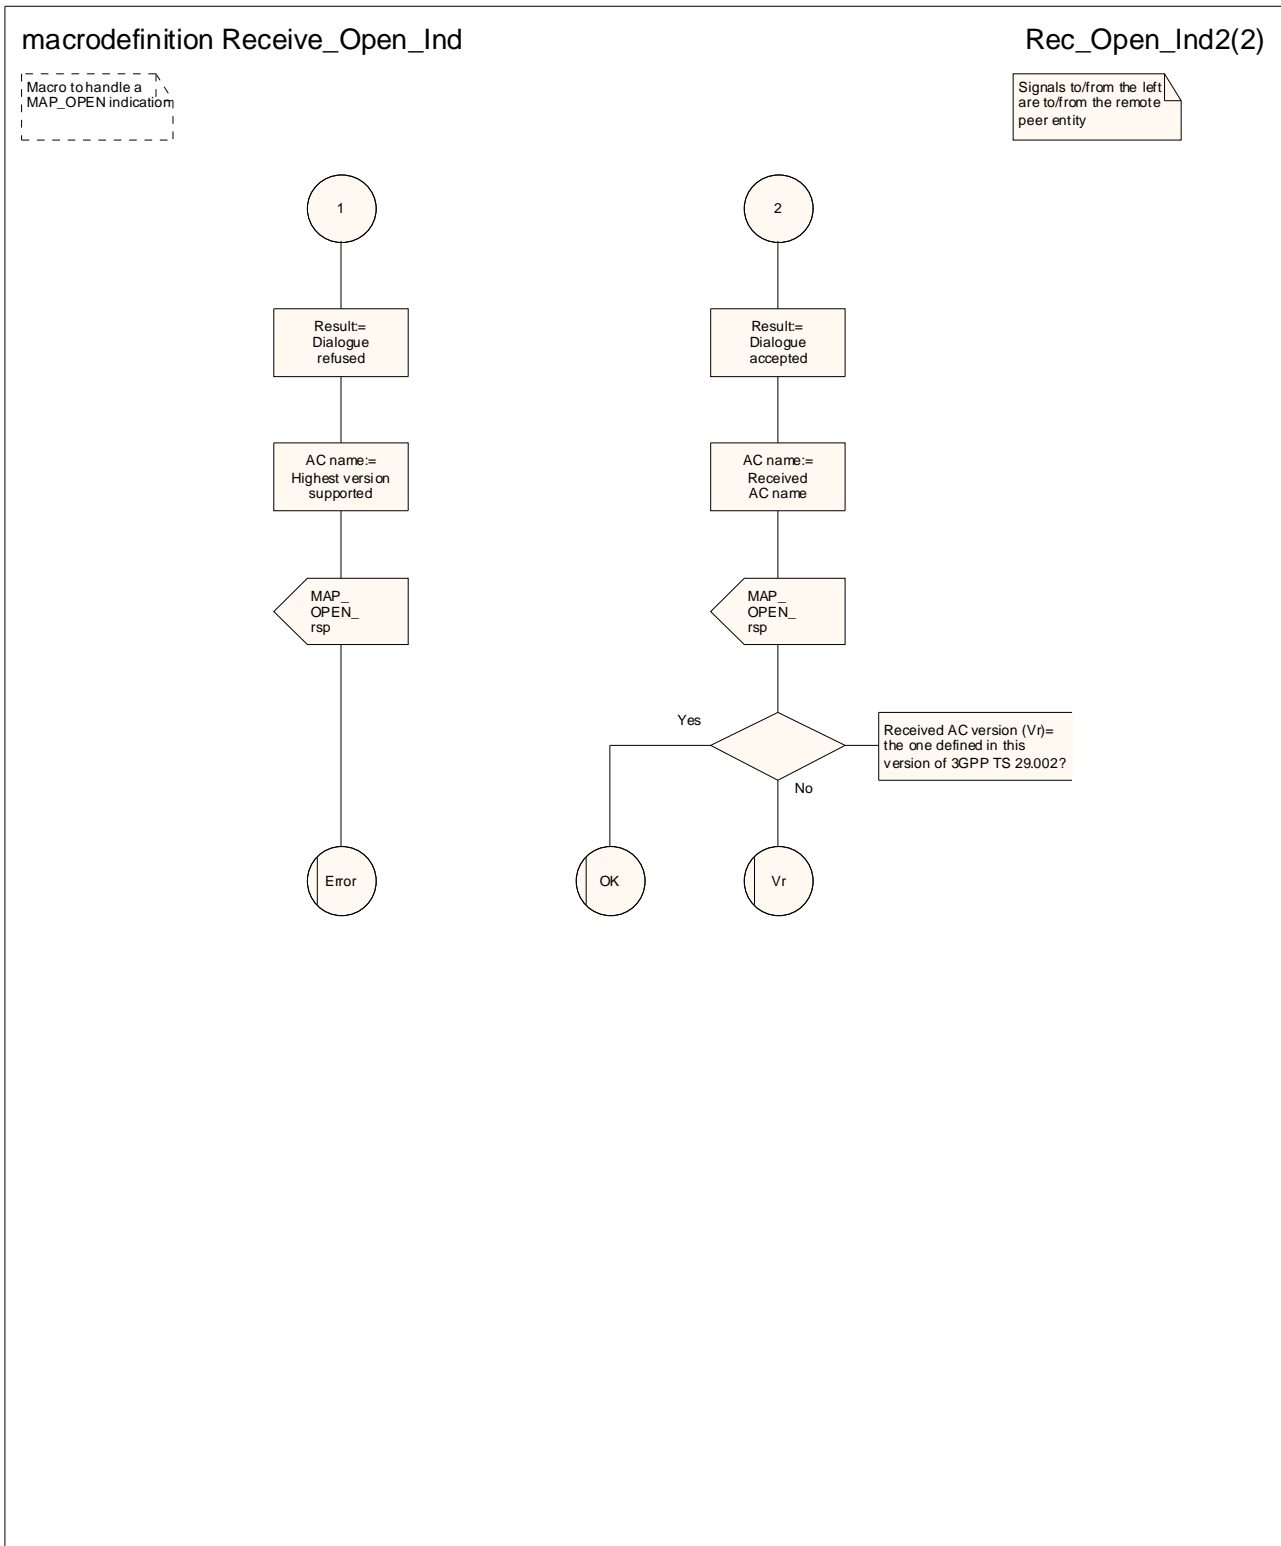 macrodefinition Receive_Open_Ind
Rec_Open_Ind2(2)
Macro to handle a
MAP_OPEN indication
Signals to/from the left
are to/from the remote
peer entity
1
2
Result:=
Dialogue
refused
Result:=
Dialogue
accepted
AC name:=
Highest version
supported
AC name:=
Received
AC name
MAP_
OPEN_
rsp
MAP_
OPEN_
rsp
Yes
Received AC version (Vr)=
the one defined in this
version of 3GPP TS 29.002?
No
Error
OK
Vr